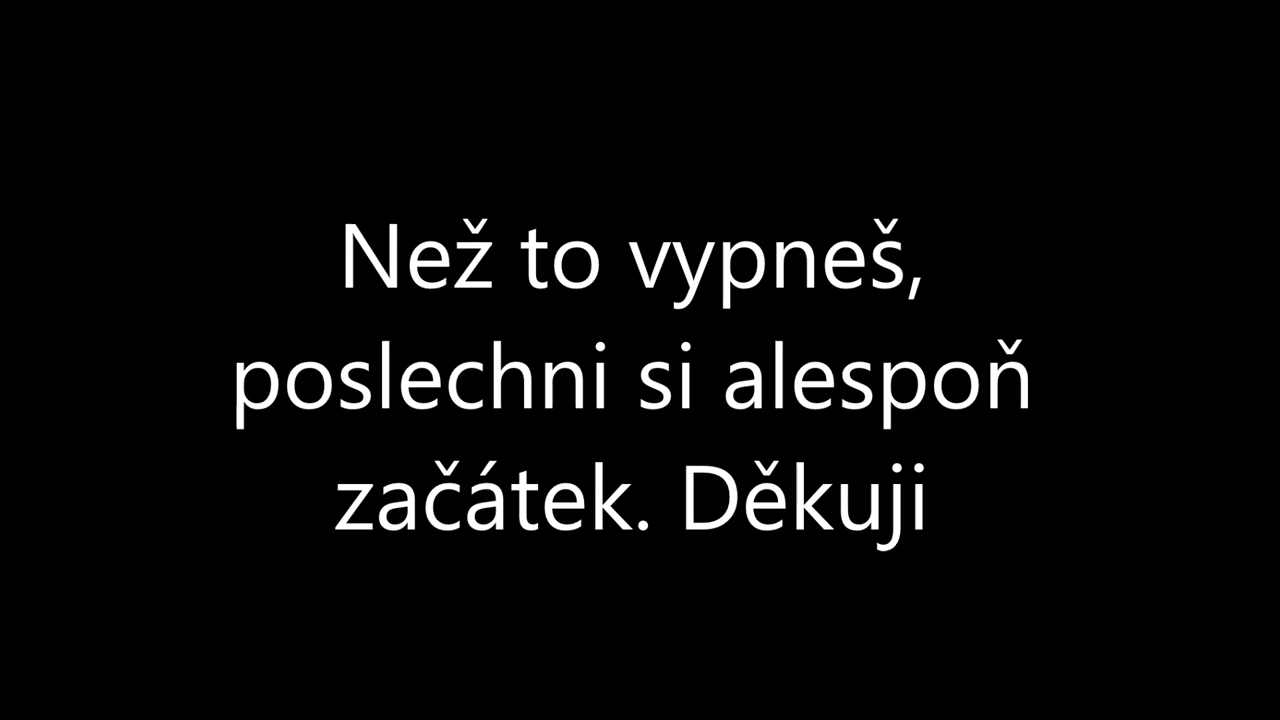 Než to vypneš,
poslechni si alespoň
začátek. Děkuji